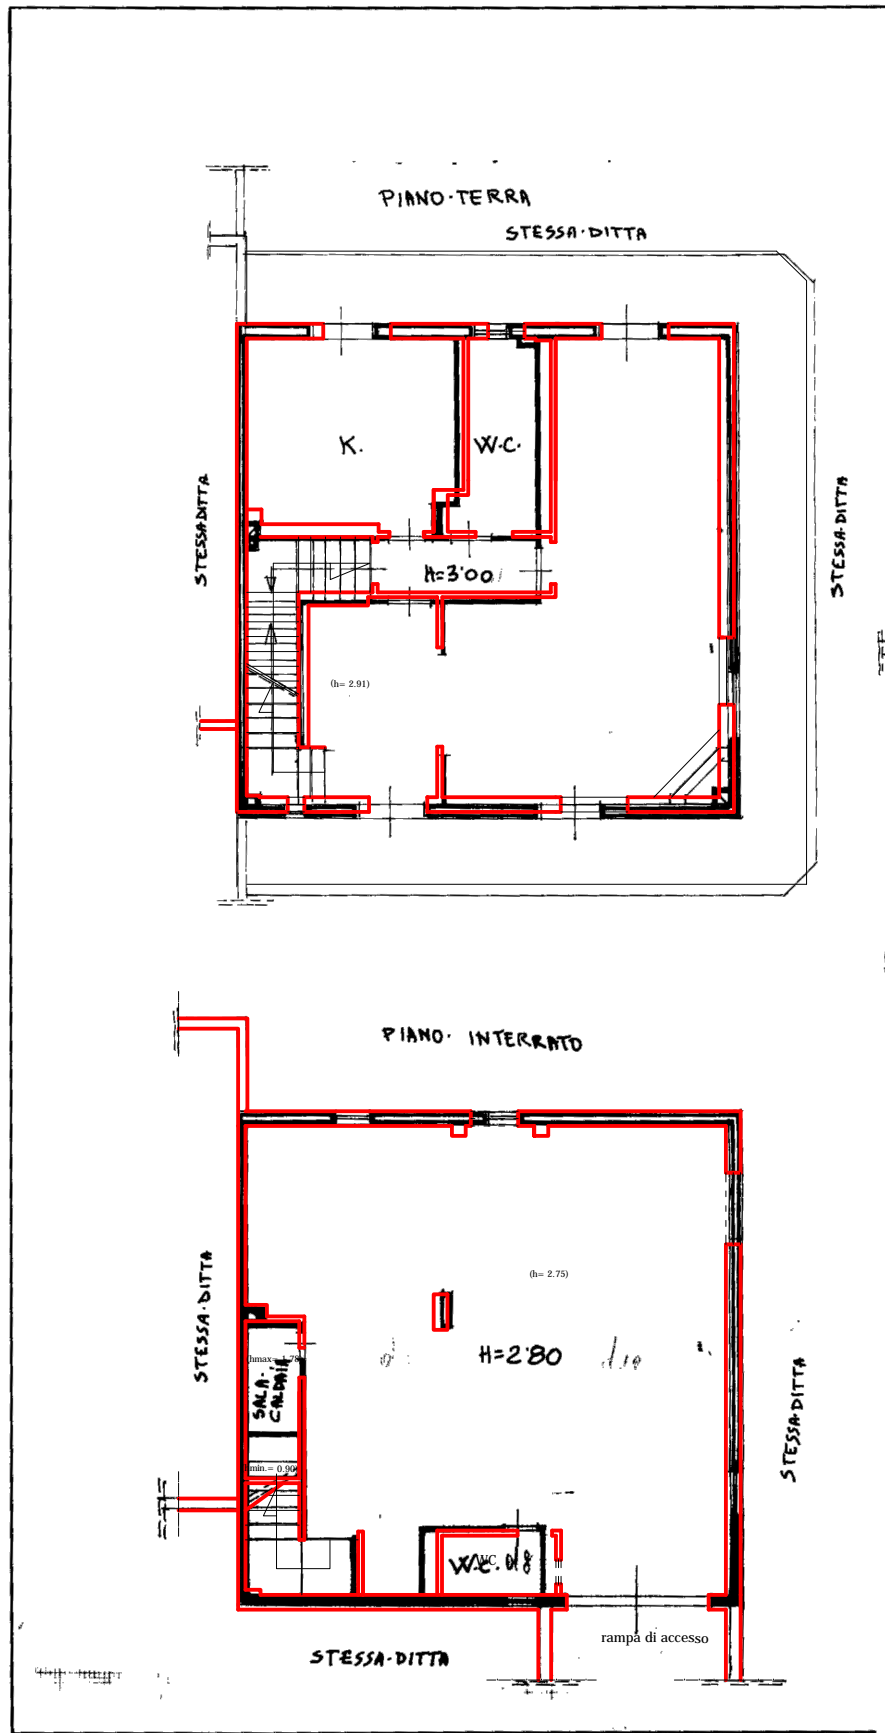 PIANO·TERRA
STESSA·DITTA
K.
W.C.
STESSA·DITTA
STESSA·DITTA
H=3'00
(h= 2.91)
PIANO· INTERRATO
STESSA·DITTA
(h= 2.75)
H=2'80
(hmax= 1.78
SALA-
CALDAIA
STESSA·DITTA
min.= 0.90
W.C.
WC
rampa di accesso
STESSA·DITTA